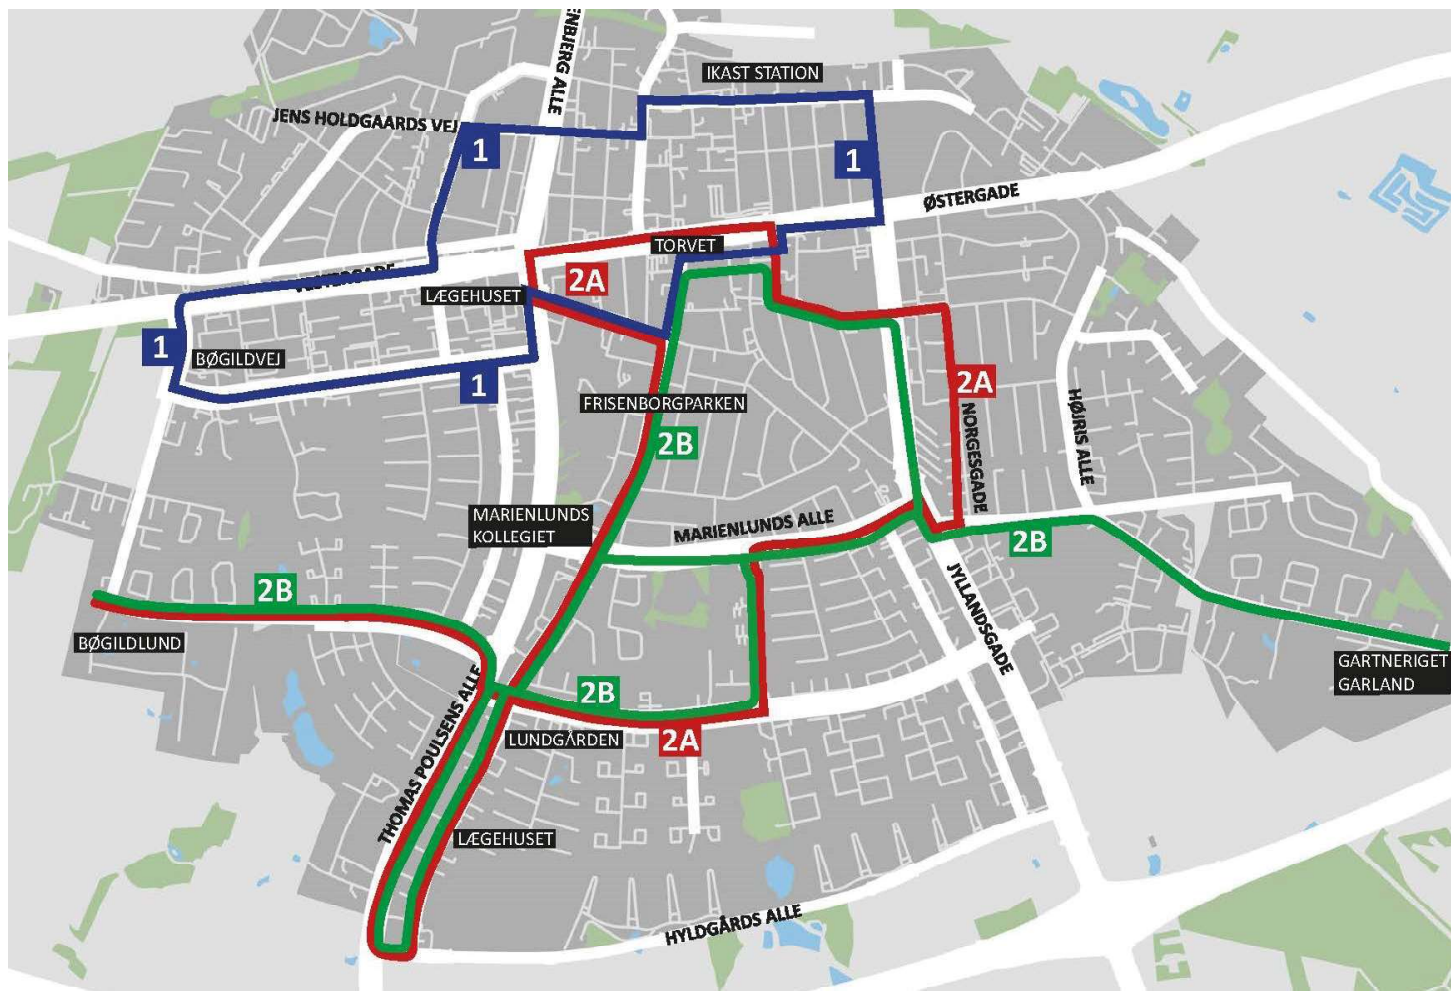 ENBJERG ALLE
IKAST STATION
JENS HOLDGAARDS VEJ
1
1
ØSTERGADE
TORVET
2A
LÆGEHUSET
1
BØGILDVEJ
1
2A
FRISENBORGPARKEN
NORGESGADE
HØJRIS ALLE
2B
MARIENLUNDS
KOLLEGIET
MARIENLUNDS ALLE
2B
2B
JYLLANDSGADE
BØGILDLUND
GARTNERIGET
GARLAND
2B
THOMAS POULSENS ALLE
LUNDGÅRDEN
2A
LÆGEHUSET
HYLDGÅRDS ALLE